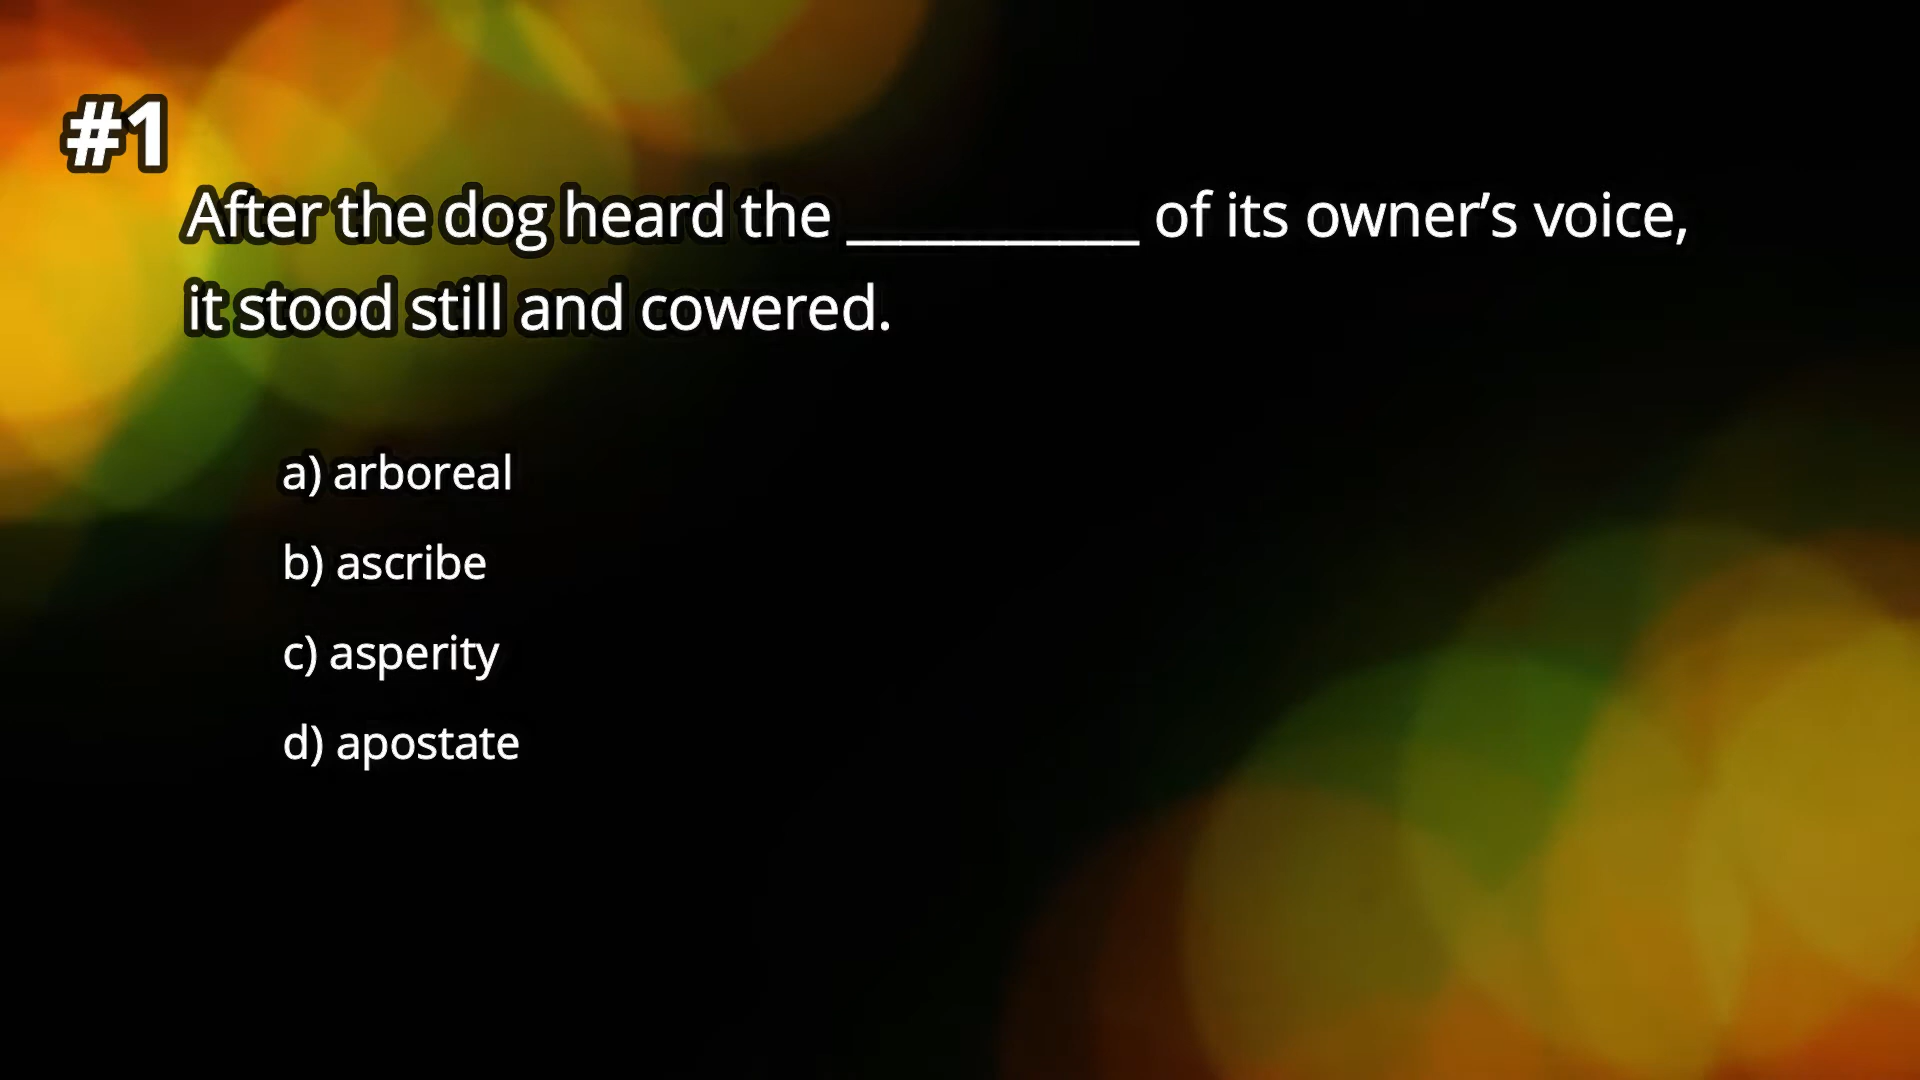 #1
After the dog heard the ___________ of its owner’s voice,
it stood still and cowered.
a) arboreal
b) ascribe
c) asperity
d) apostate